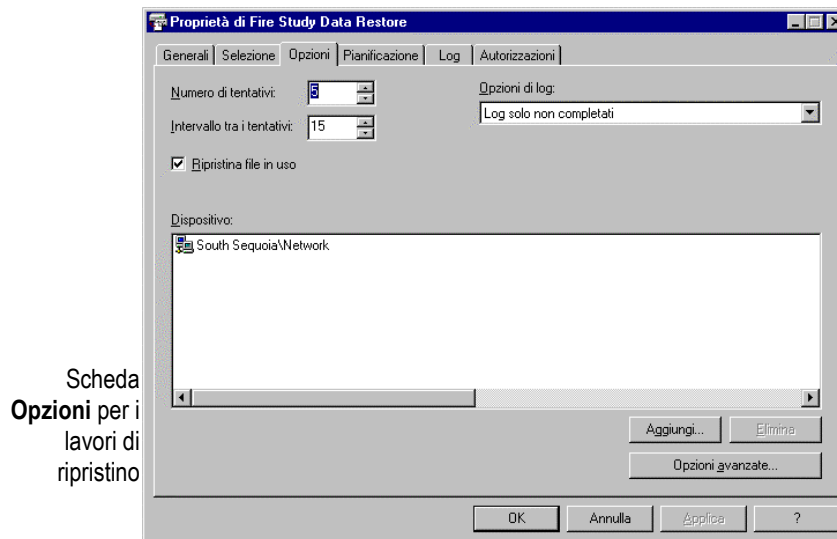 Proprietà di Fire Study Data Restore
Generali Selezione Opzioni Pianificazione Log Autorizzazioni
Numero di tentativi: 5
Opzioni di log:
Intervallo tra i tentativi: 15
Log solo non completati
Ripristina file in uso
Dispositivo:
South Sequoia\Network
Aggiungi... Elimina
Opzioni avanzate...
OK Annulla Applica ?
Scheda
Opzioni per i
lavori di
ripristino